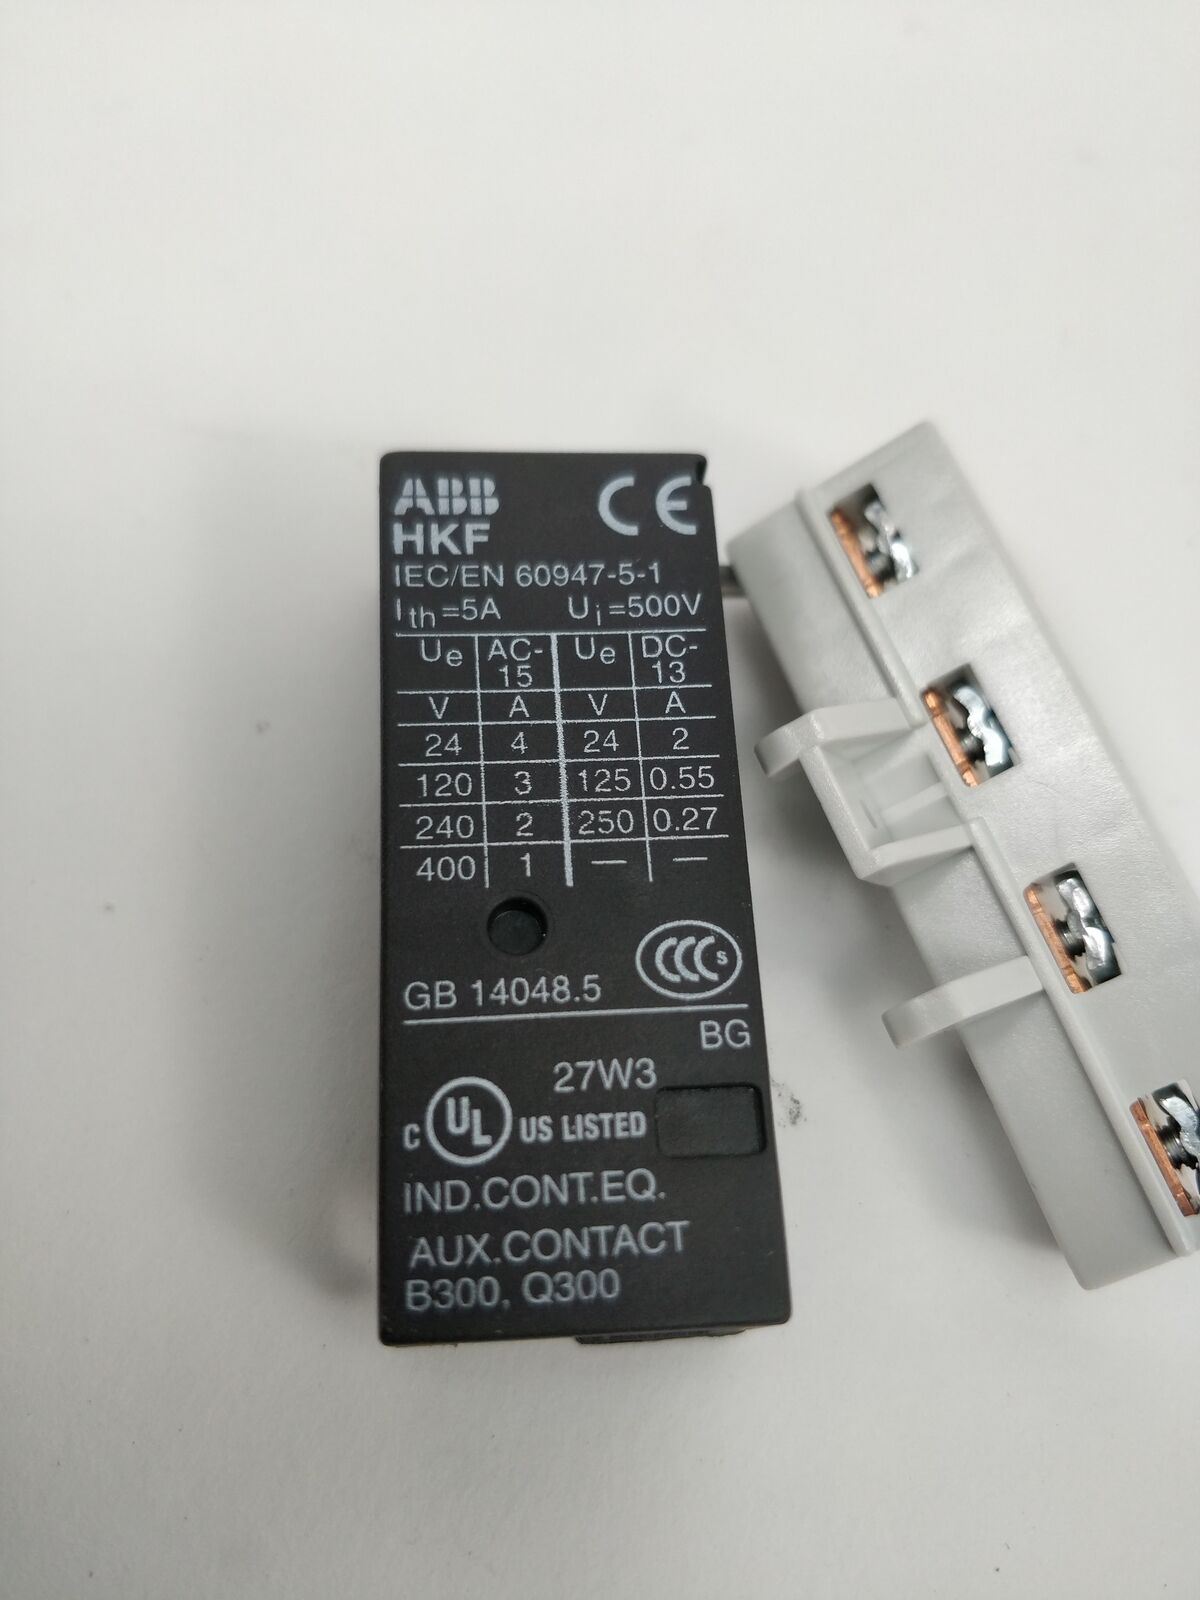 ABB CE
HKF
IEC/EN 60947-5-1
Ith=5A Ui=500V
Ue AC-15 Ue DC-13
V A V A
24 4 24 2
120 3 125 0.55
240 2 250 0.27
400 1 — —
CCC S
GB 14048.5
BG
27W3
C UL US LISTED
IND.CONT.EQ.
AUX.CONTACT
B300, Q300